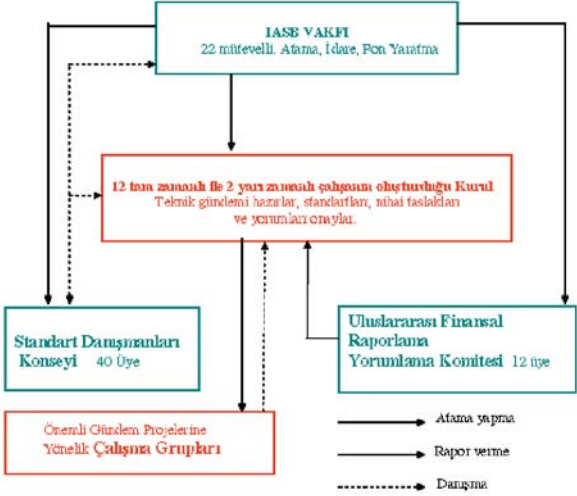 IASB VAKFI
22 mütevelli. Atama, İdare, Fon Yaratma
12 tam zamanlı ile 2 yarı zamanlı çalışanın oluşturduğu Kurul
Teknik gündemi hazırlar, standartları, nihai taslakları
ve yorumları onaylar.
Standart Danışmanları
Konseyi 40 Üye
Uluslararası Finansal
Raporlama
Yorumlama Komitesi 12 üye
Önemli Gündem Projelerine
Yönelik Çalışma Grupları
Atama yapma
Rapor verme
Danışma